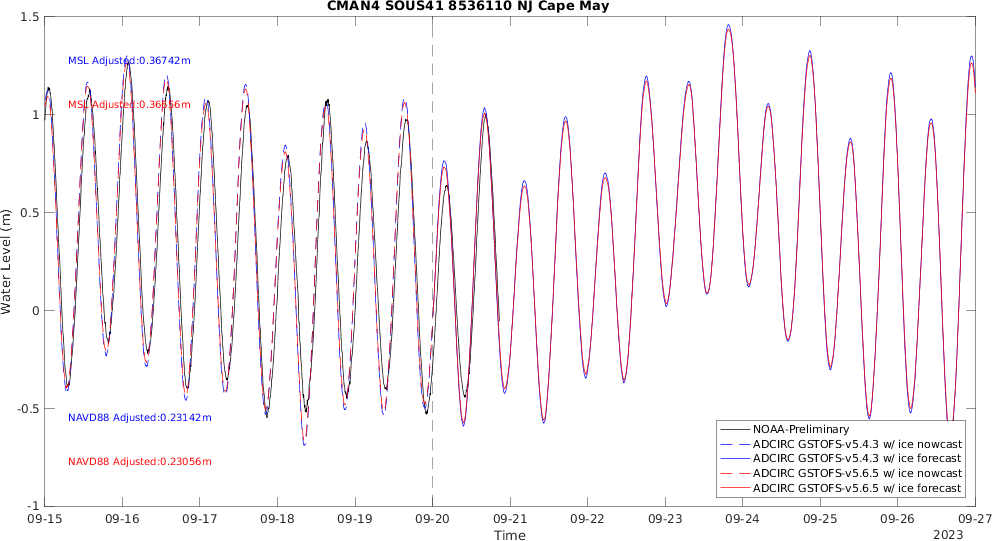 CMAN4 SOUS41 8536110 NJ Cape May
1.5
MSL Adjusted:0.36742m
MSL Adjusted:0.36656m
1
0.5
Water Level (m)
0
-0.5
NAVD88 Adjusted:0.23142m
NAVD88 Adjusted:0.23056m
NOAA-Preliminary
ADCIRC GSTOFS-v5.4.3 w/ ice nowcast
ADCIRC GSTOFS-v5.4.3 w/ ice forecast
ADCIRC GSTOFS-v5.6.5 w/ ice nowcast
ADCIRC GSTOFS-v5.6.5 w/ ice forecast
-1
09-15 09-16 09-17 09-18 09-19 09-20 09-21 09-22 09-23 09-24 09-25 09-26 09-27
Time
2023